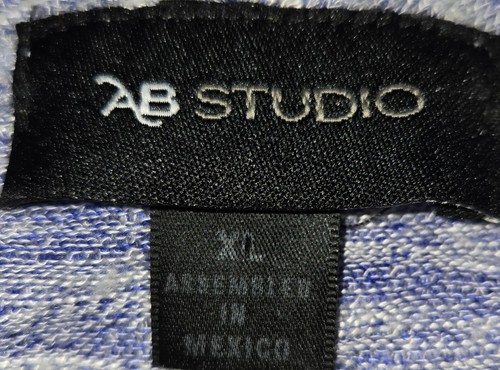 AB STUDIO
XL
ASSEMBLED
IN
MEXICO